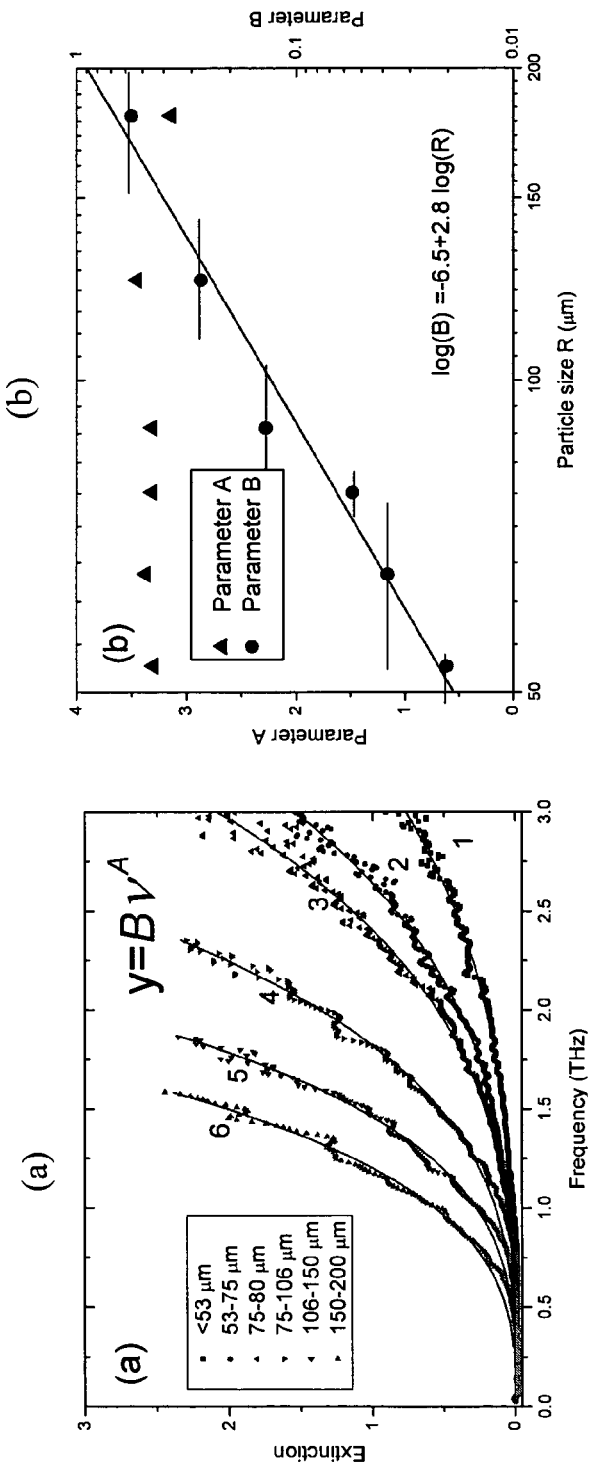 (a)
(a)
y=Bν^A
<53 μm
53-75 μm
75-80 μm
75-106 μm
106-150 μm
150-200 μm
6
5
4
3
2
1
3
2
1
0
Extinction
0.0 0.5 1.0 1.5 2.0 2.5 3.0
Frequency (THz)
(b)
(b)
Parameter A
Parameter B
log(B) =-6.5+2.8 log(R)
4
3
2
1
0
Parameter A
1
0.1
0.01
Parameter B
50 100 150 200
Particle size R (μm)